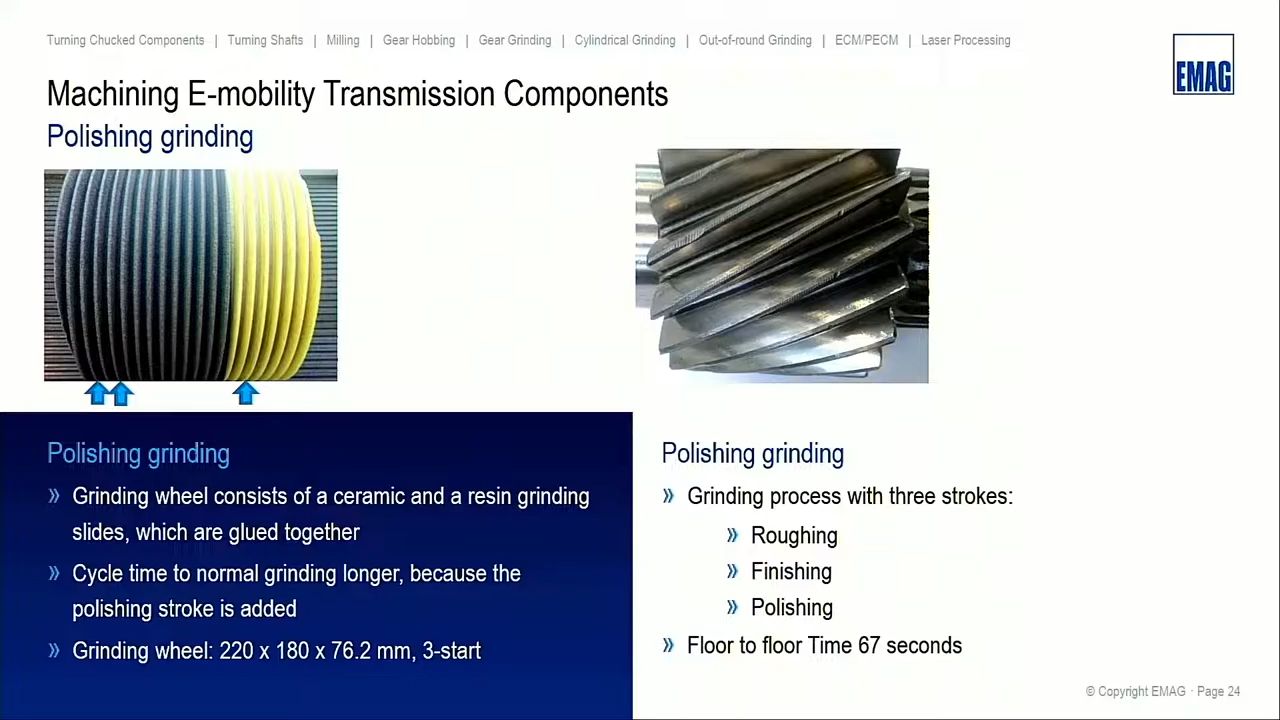 Turning Chucked Components | Turning Shafts | Milling | Gear Hobbing | Gear Grinding | Cylindrical Grinding | Out-of-round Grinding | ECM/PECM | Laser Processing
EMAG
Machining E-mobility Transmission Components
Polishing grinding
Polishing grinding
» Grinding wheel consists of a ceramic and a resin grinding
slides, which are glued together
» Cycle time to normal grinding longer, because the
polishing stroke is added
» Grinding wheel: 220 x 180 x 76.2 mm, 3-start
Polishing grinding
» Grinding process with three strokes:
» Roughing
» Finishing
» Polishing
» Floor to floor Time 67 seconds
© Copyright EMAG · Page 24